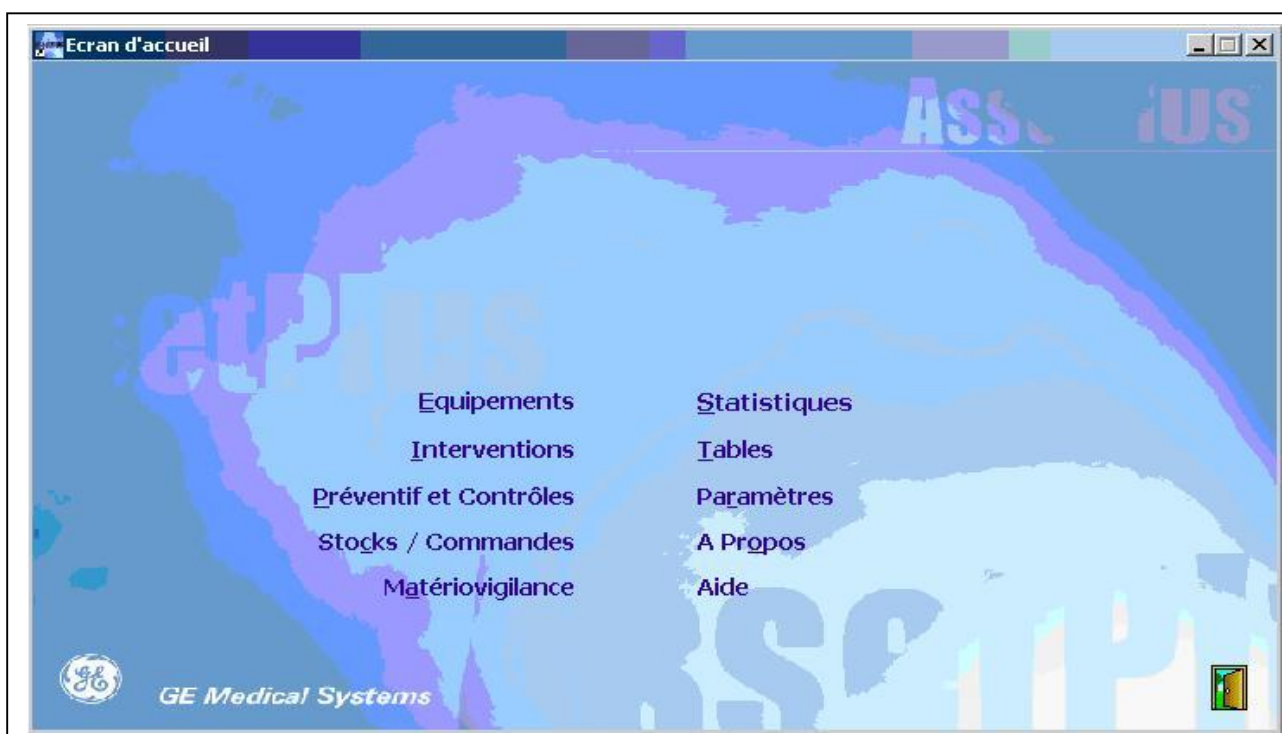 Ecran d'accueil
Equipements
Interventions
Préventif et Contrôles
Stocks / Commandes
Matériovigilance
Statistiques
Tables
Paramètres
A Propos
Aide
GE Medical Systems